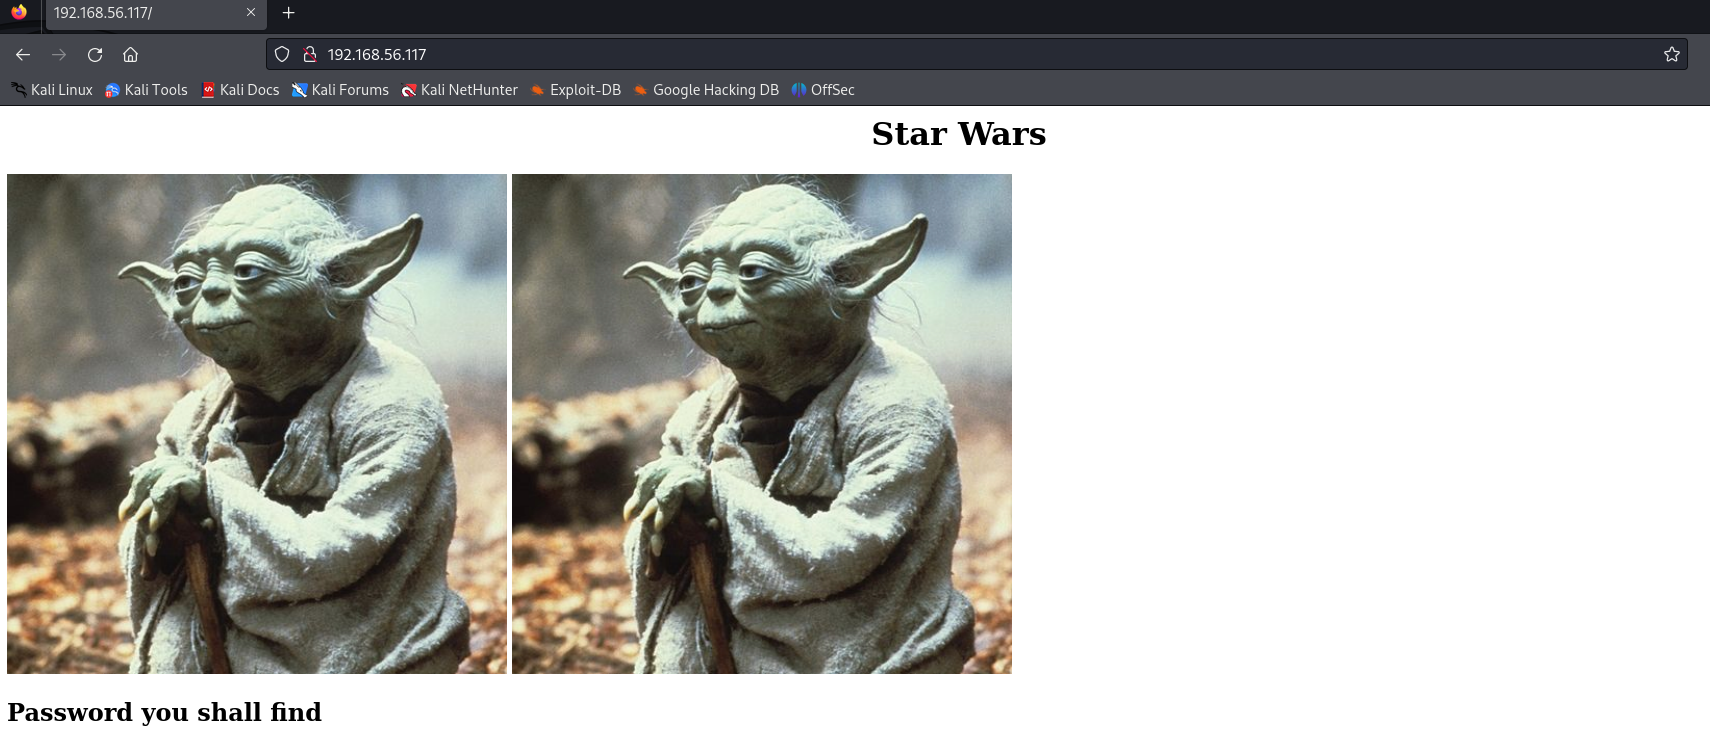 192.168.56.117/
192.168.56.117
Kali Linux Kali Tools Kali Docs Kali Forums Kali NetHunter Exploit-DB Google Hacking DB OffSec
Star Wars
Password you shall find